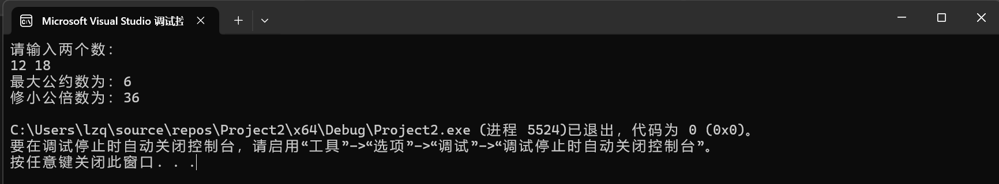 Microsoft Visual Studio 调试控
请输入两个数：
12 18
最大公约数为：6
修小公倍数为：36
C:\Users\lzq\source\repos\Project2\x64\Debug\Project2.exe (进程 5524)已退出，代码为 0 (0x0)。
要在调试停止时自动关闭控制台，请启用“工具”->“选项”->“调试”->“调试停止时自动关闭控制台”。
按任意键关闭此窗口. . .